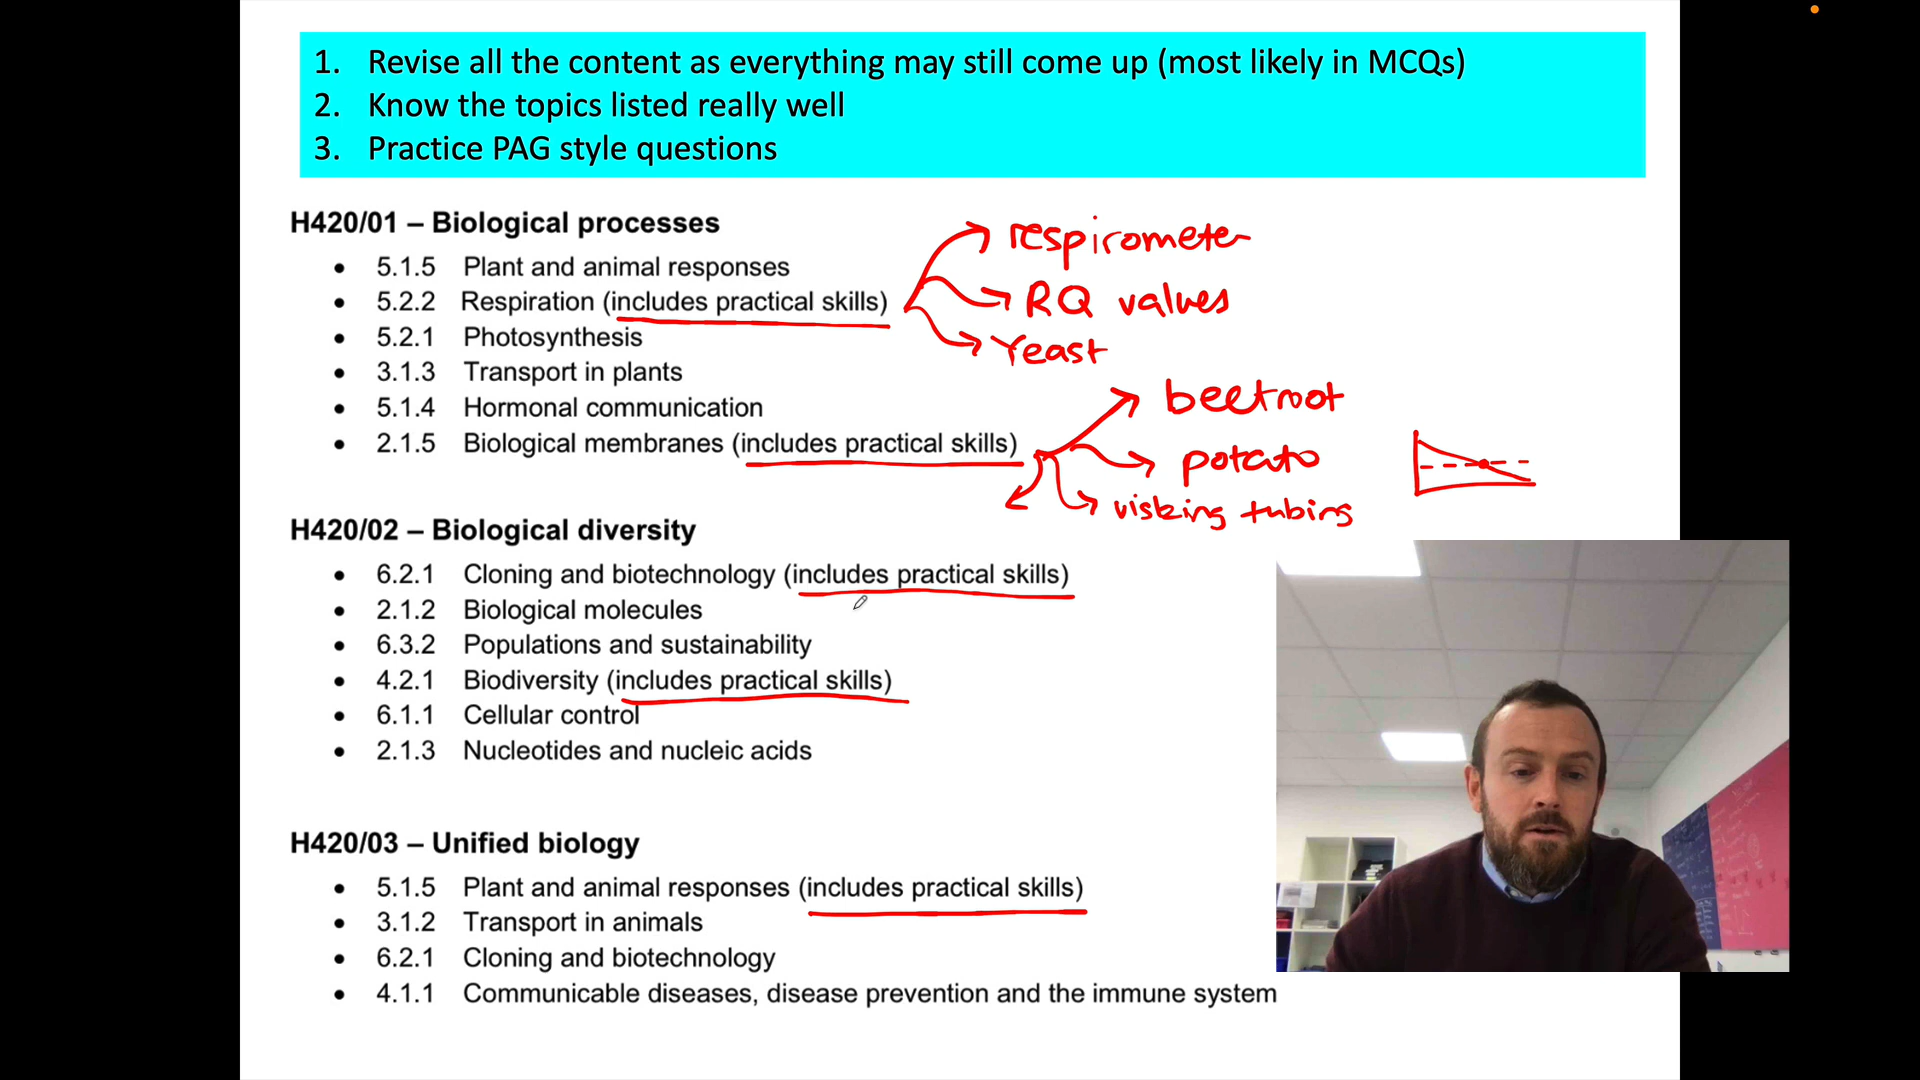 1. Revise all the content as everything may still come up (most likely in MCQs)
2. Know the topics listed really well
3. Practice PAG style questions
H420/01 – Biological processes
• 5.1.5 Plant and animal responses
• 5.2.2 Respiration (includes practical skills)
• 5.2.1 Photosynthesis
• 3.1.3 Transport in plants
• 5.1.4 Hormonal communication
• 2.1.5 Biological membranes (includes practical skills)
respirometer
RQ values
Yeast
beetroot
potato
visking tubing
H420/02 – Biological diversity
• 6.2.1 Cloning and biotechnology (includes practical skills)
• 2.1.2 Biological molecules
• 6.3.2 Populations and sustainability
• 4.2.1 Biodiversity (includes practical skills)
• 6.1.1 Cellular control
• 2.1.3 Nucleotides and nucleic acids
H420/03 – Unified biology
• 5.1.5 Plant and animal responses (includes practical skills)
• 3.1.2 Transport in animals
• 6.2.1 Cloning and biotechnology
• 4.1.1 Communicable diseases, disease prevention and the immune system